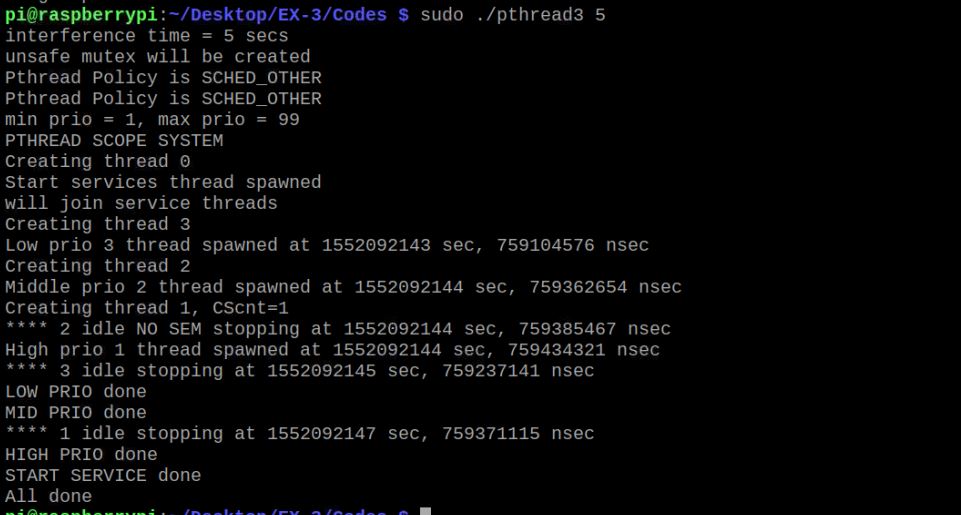 pi@raspberrypi:~/Desktop/EX-3/Codes $ sudo ./pthread3 5
interference time = 5 secs
unsafe mutex will be created
Pthread Policy is SCHED_OTHER
Pthread Policy is SCHED_OTHER
min prio = 1, max prio = 99
PTHREAD SCOPE SYSTEM
Creating thread 0
Start services thread spawned
will join service threads
Creating thread 3
Low prio 3 thread spawned at 1552092143 sec, 759104576 nsec
Creating thread 2
Middle prio 2 thread spawned at 1552092144 sec, 759362654 nsec
Creating thread 1, CScnt=1
**** 2 idle NO SEM stopping at 1552092144 sec, 759385467 nsec
High prio 1 thread spawned at 1552092144 sec, 759434321 nsec
**** 3 idle stopping at 1552092145 sec, 759237141 nsec
LOW PRIO done
MID PRIO done
**** 1 idle stopping at 1552092147 sec, 759371115 nsec
HIGH PRIO done
START SERVICE done
All done
pi@raspberrypi:~/Desktop/EX-3/Codes $